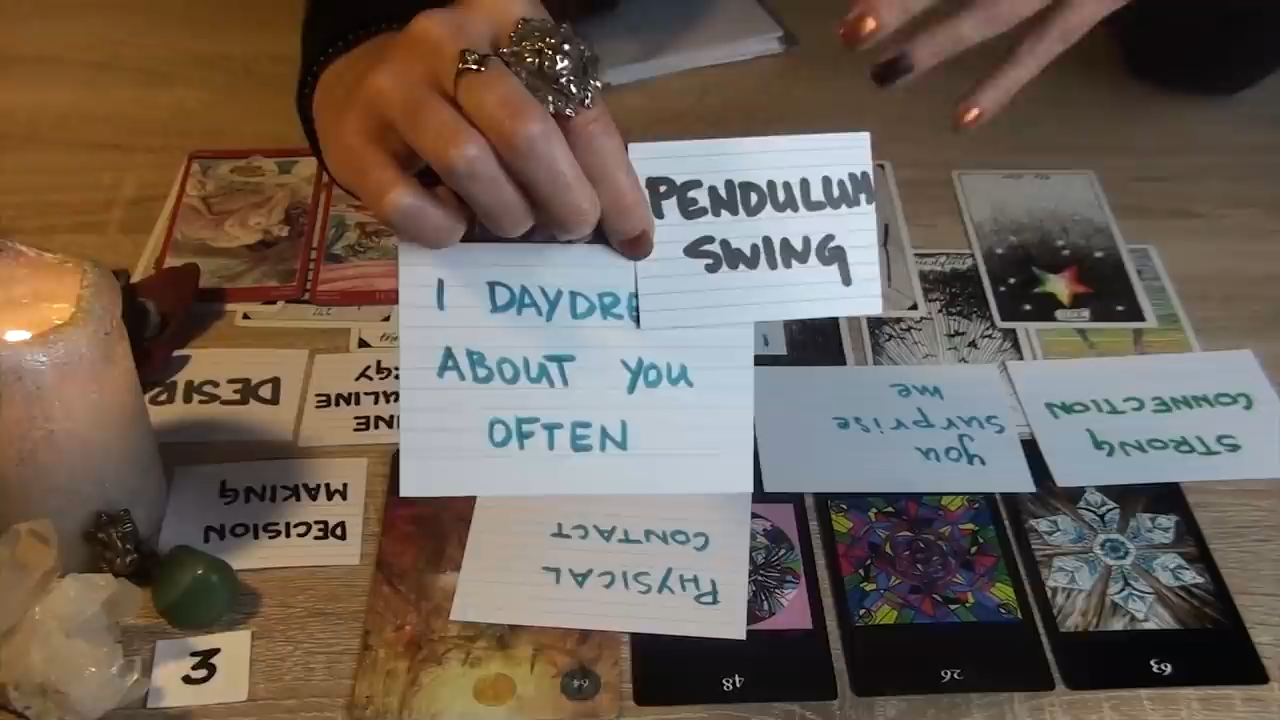 PENDULUM
SWING
I DAYDRE
ABOUT YOU
OFTEN
DESIR
you
surprise
me
STRONG
CONNECTION
DECISION
MAKING
PHYSICAL
CONTACT
3
48
26
63
64